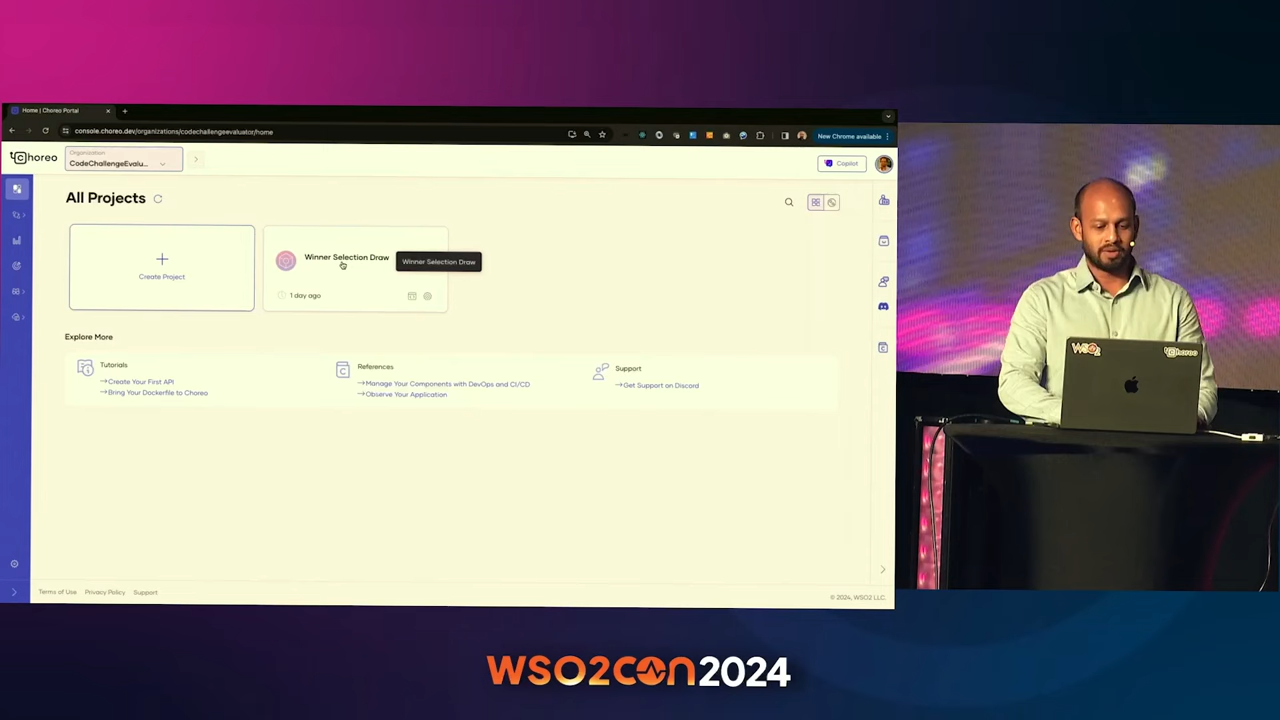 Home | Choreo Portal
console.choreo.dev/organizations/codechallengeevaluator/home
New Chrome available
Choreo
Organization
CodeChallengeEvalu...
Copilot
All Projects
Create Project
Winner Selection Draw
Winner Selection Draw
1 day ago
Explore More
Tutorials
Create Your First API
Bring Your Dockerfile to Choreo
References
Manage Your Components with DevOps and CI/CD
Observe Your Application
Support
Get Support on Discord
Terms of Use
Privacy Policy
Support
© 2024, WSO2 LLC.
WSO2
Choreo
WSO2CON2024